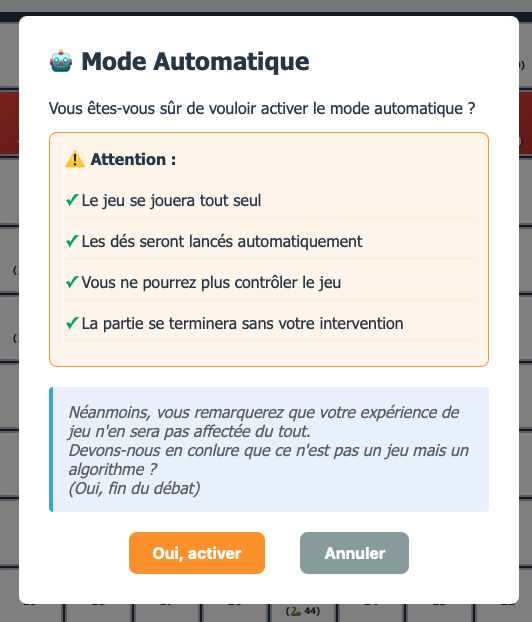 🤖 Mode Automatique
Vous êtes-vous sûr de vouloir activer le mode automatique ?
⚠️ Attention :
✓Le jeu se jouera tout seul
✓Les dés seront lancés automatiquement
✓Vous ne pourrez plus contrôler le jeu
✓La partie se terminera sans votre intervention
Néanmoins, vous remarquerez que votre expérience de
jeu n'en sera pas affectée du tout.
Devons-nous en conlure que ce n'est pas un jeu mais un
algorithme ?
(Oui, fin du débat)
Oui, activer
Annuler
(🐍 44)